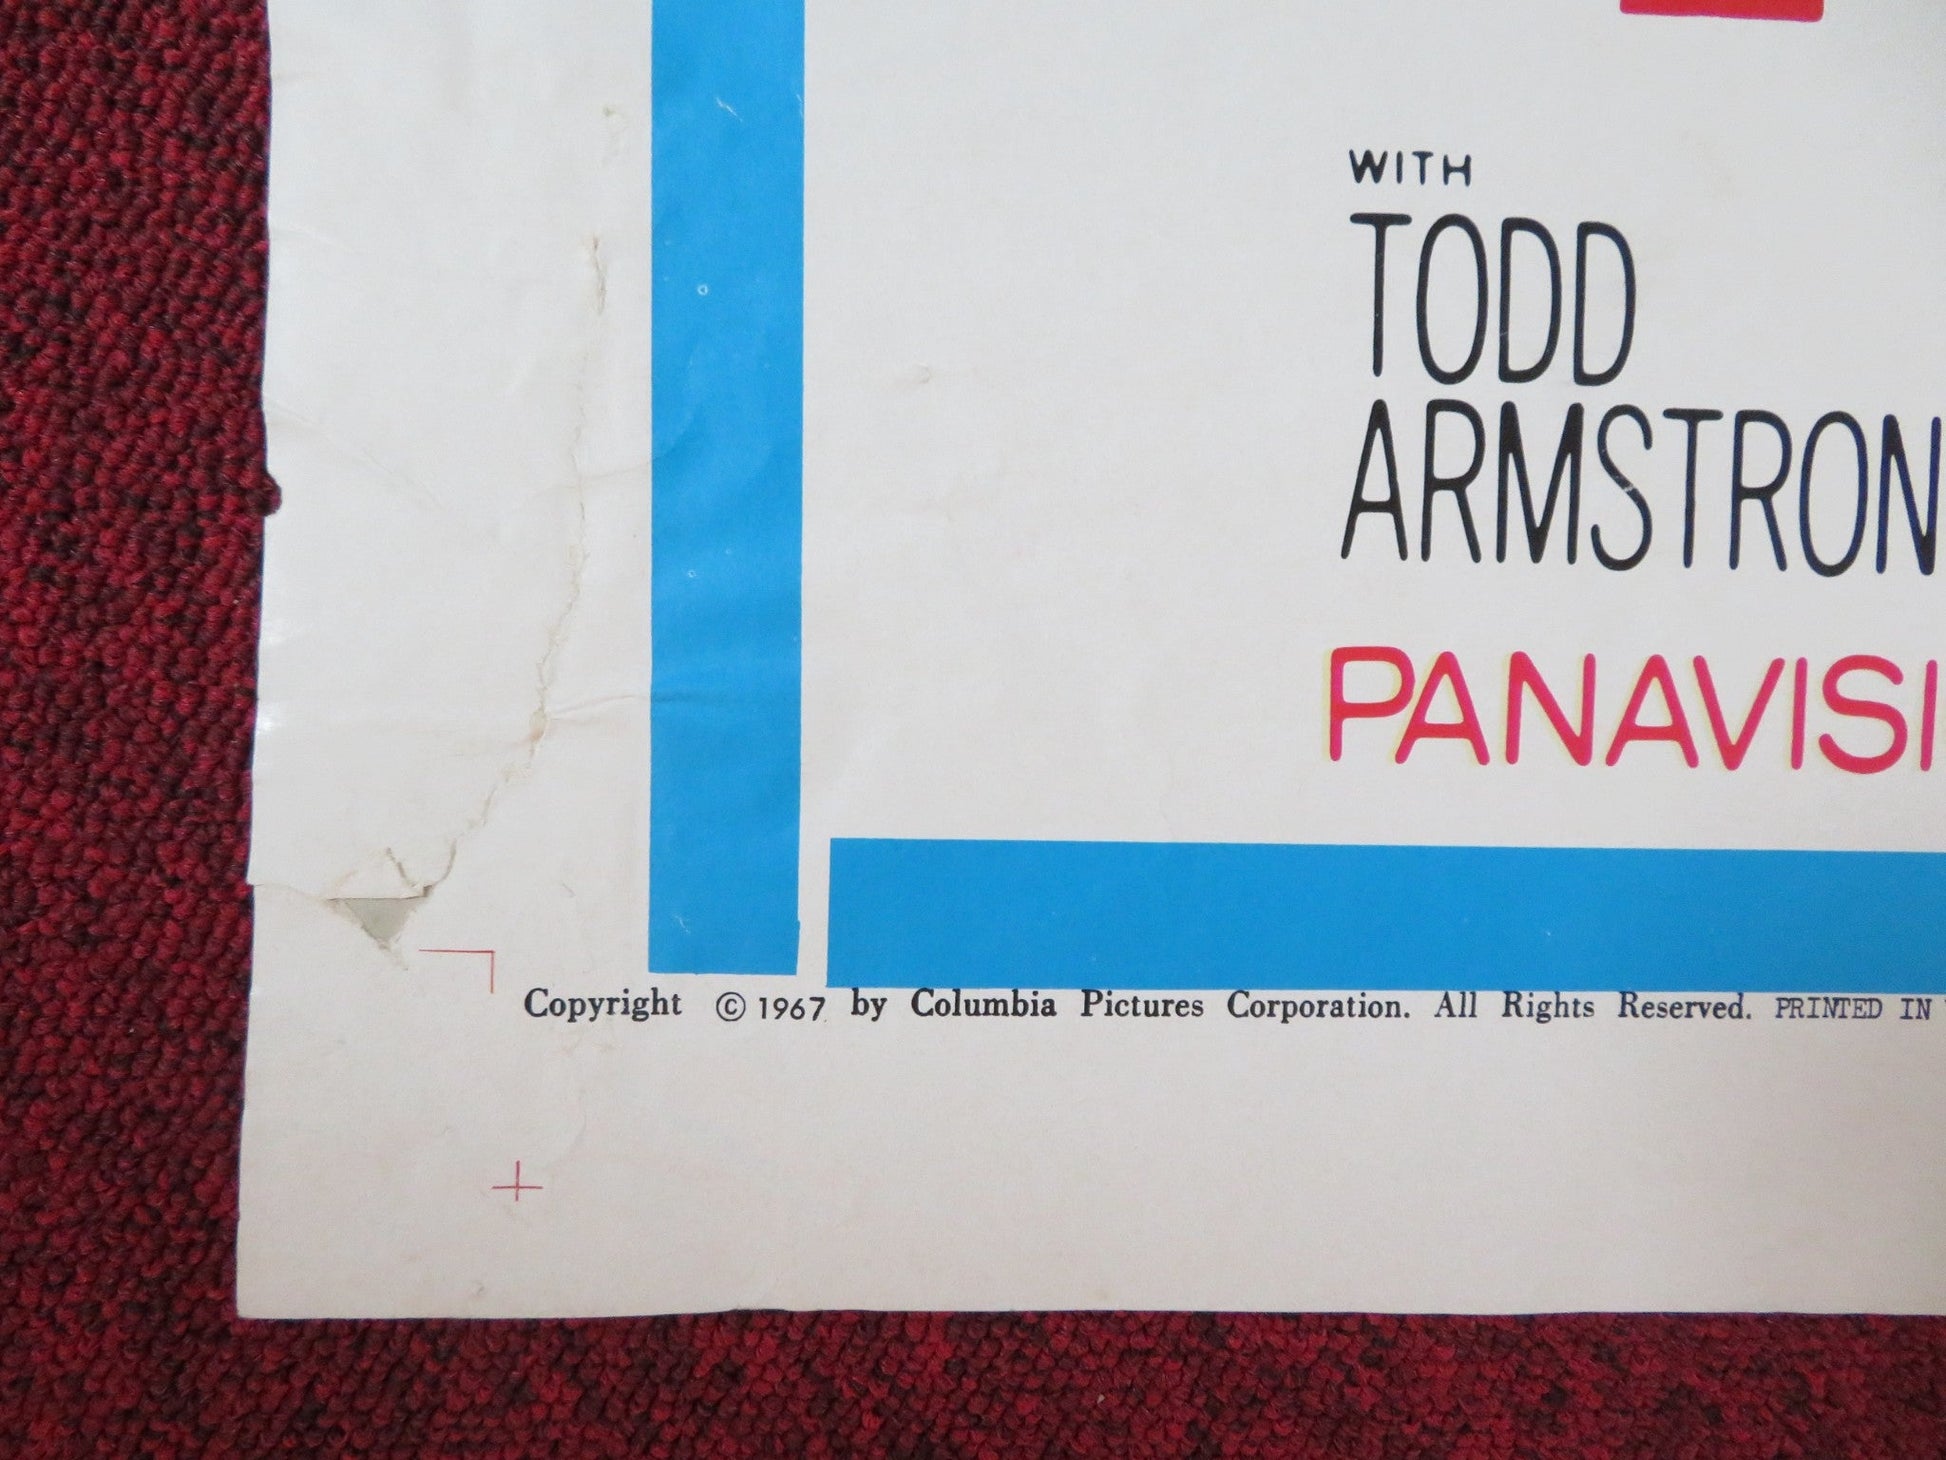 WITH
TODD
ARMSTRON
PANAVISI
Copyright © 1967 by Columbia Pictures Corporation. All Rights Reserved. PRINTED IN